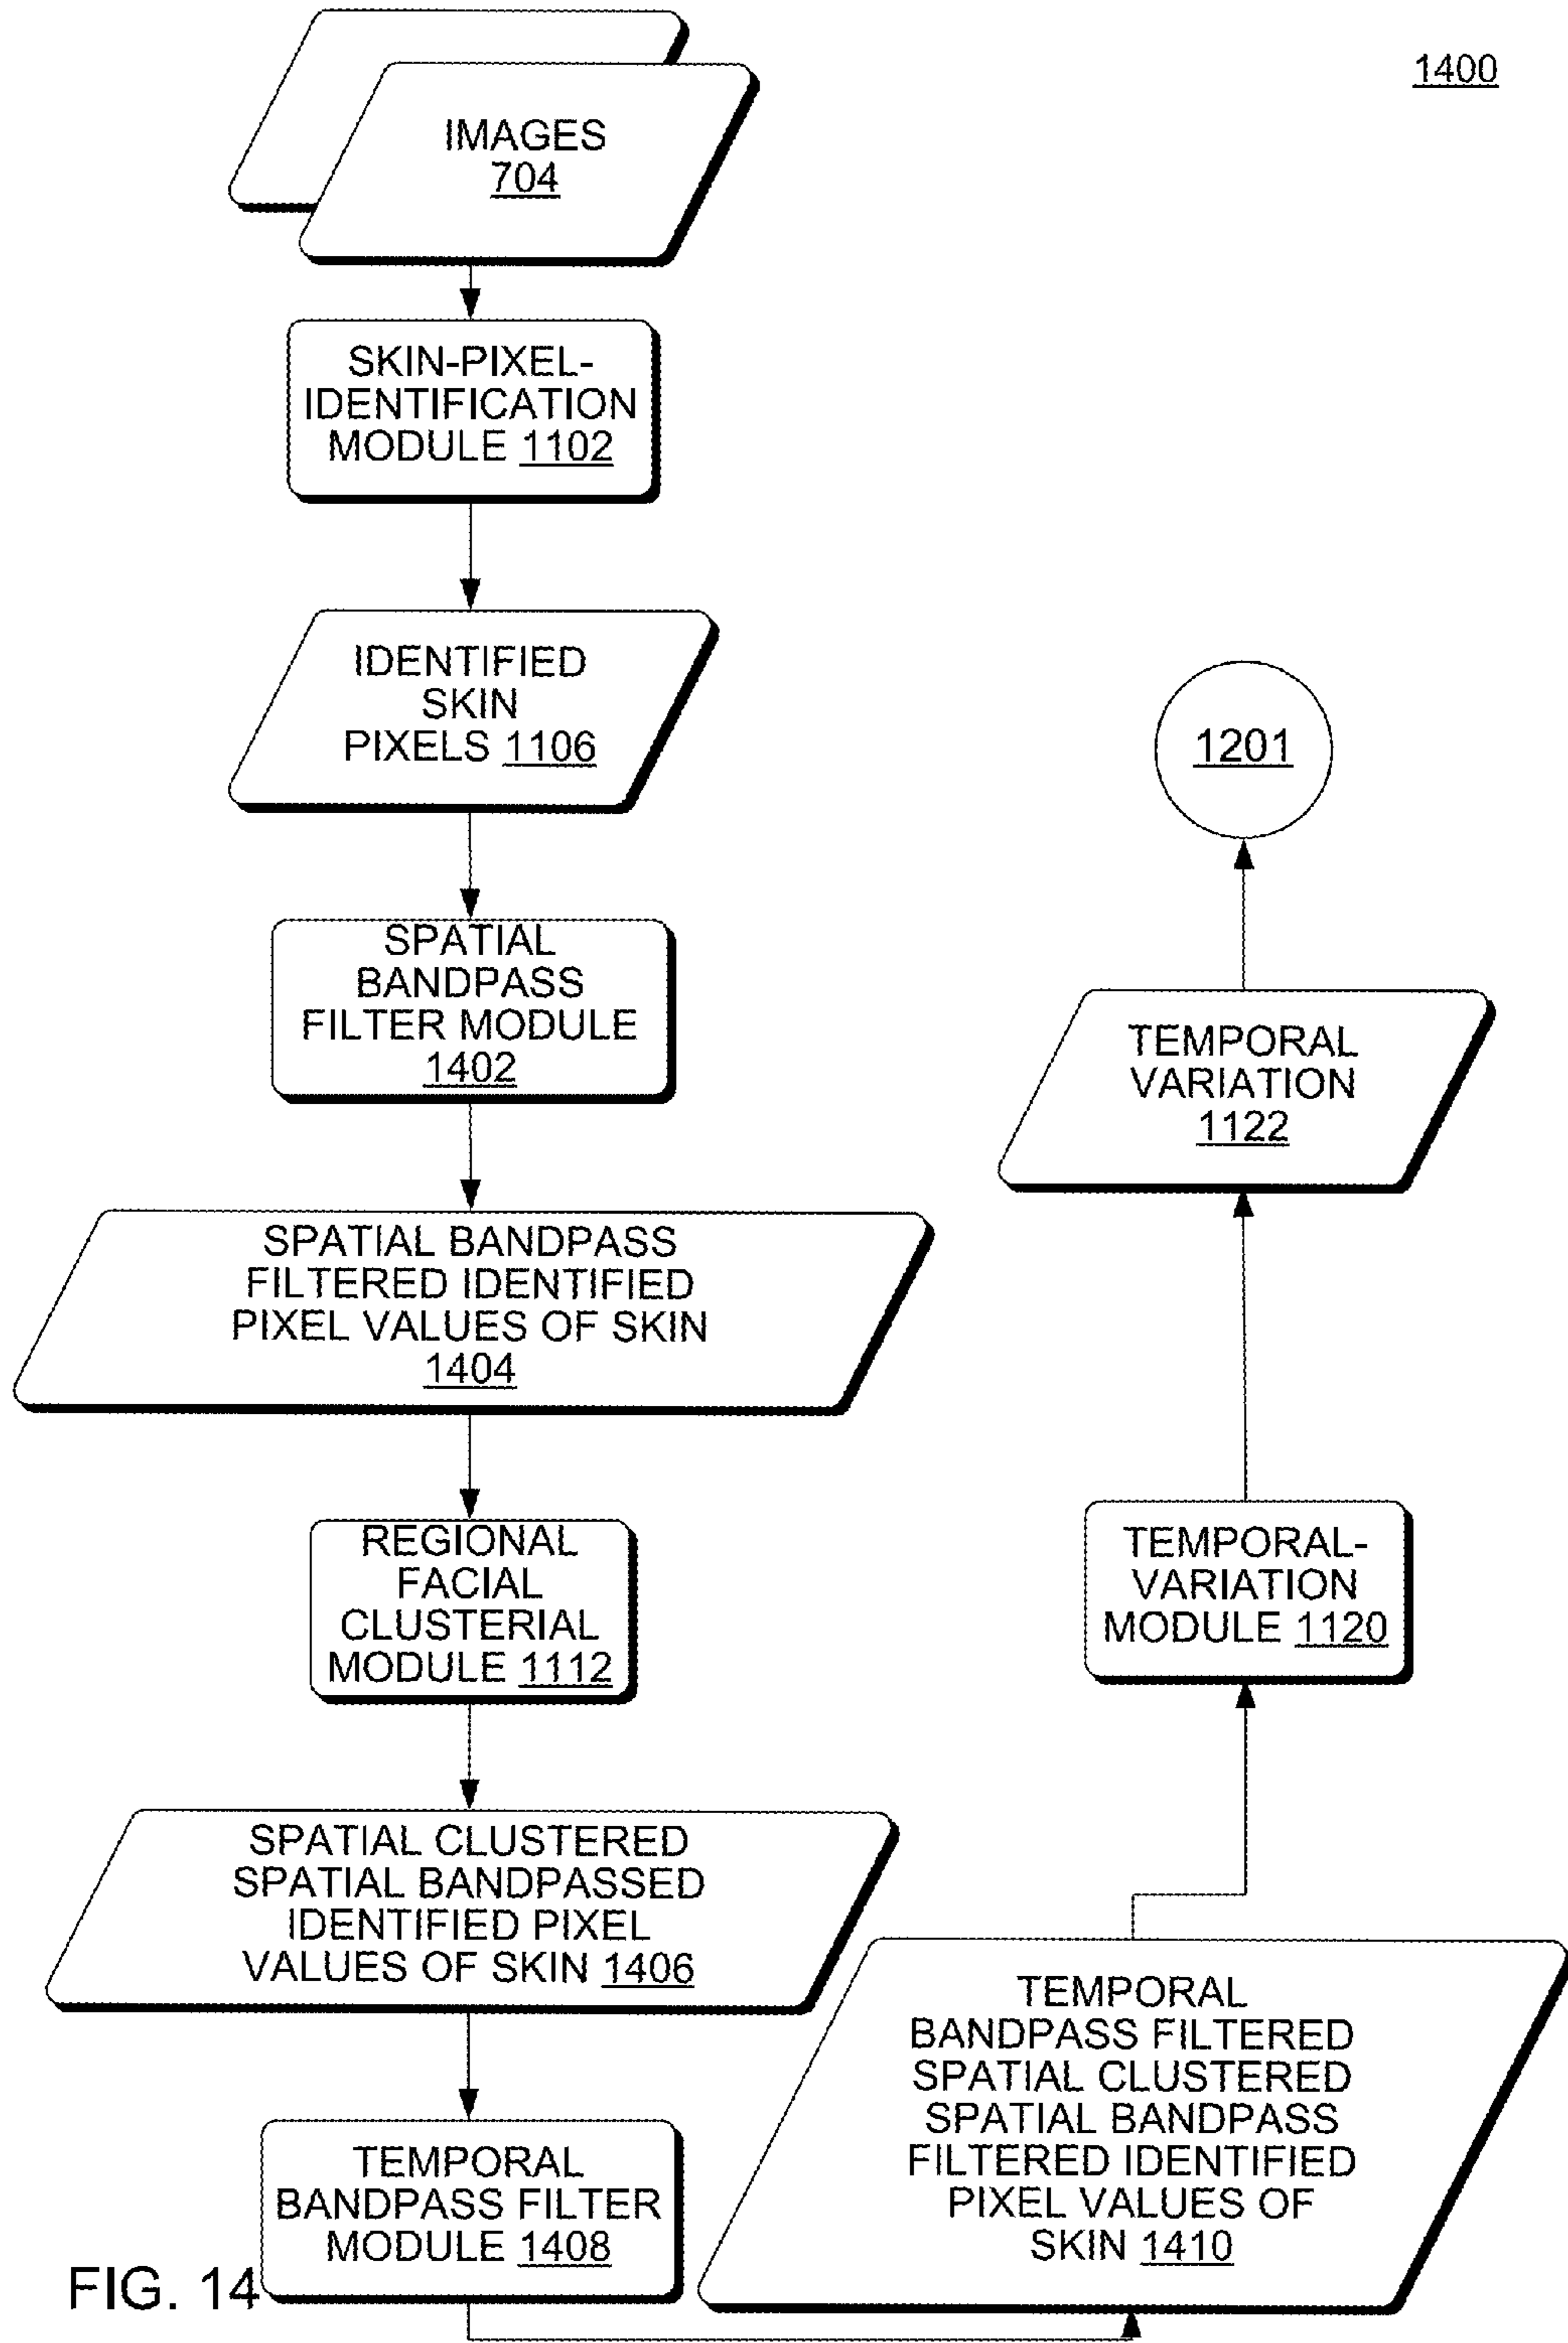 1400
IMAGES
704
SKIN-PIXEL-
IDENTIFICATION
MODULE 1102
IDENTIFIED
SKIN
PIXELS 1106
SPATIAL
BANDPASS
FILTER MODULE
1402
SPATIAL BANDPASS
FILTERED IDENTIFIED
PIXEL VALUES OF SKIN
1404
REGIONAL
FACIAL
CLUSTERIAL
MODULE 1112
SPATIAL CLUSTERED
SPATIAL BANDPASSED
IDENTIFIED PIXEL
VALUES OF SKIN 1406
TEMPORAL
BANDPASS FILTER
MODULE 1408
TEMPORAL
BANDPASS FILTERED
SPATIAL CLUSTERED
SPATIAL BANDPASS
FILTERED IDENTIFIED
PIXEL VALUES OF
SKIN 1410
TEMPORAL-
VARIATION
MODULE 1120
TEMPORAL
VARIATION
1122
1201
FIG. 14